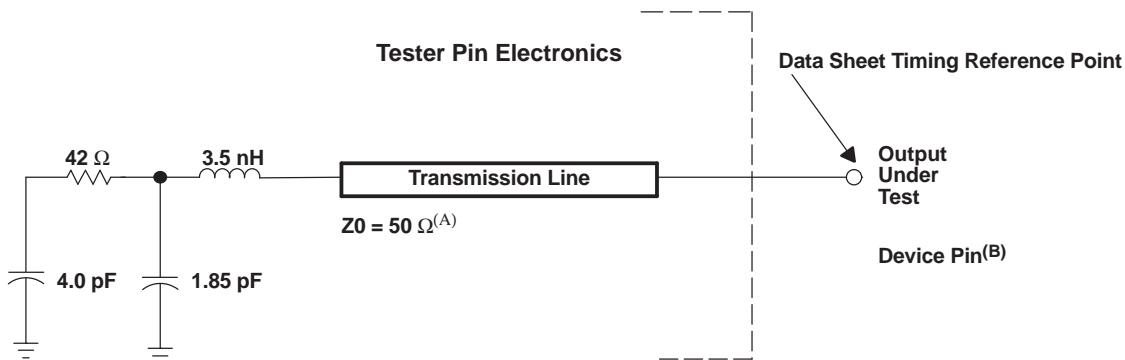 Tester Pin Electronics
Data Sheet Timing Reference Point
42 Ω
3.5 nH
Transmission Line
Output
Under
Test
Z0 = 50 Ω(A)
Device Pin(B)
4.0 pF
1.85 pF